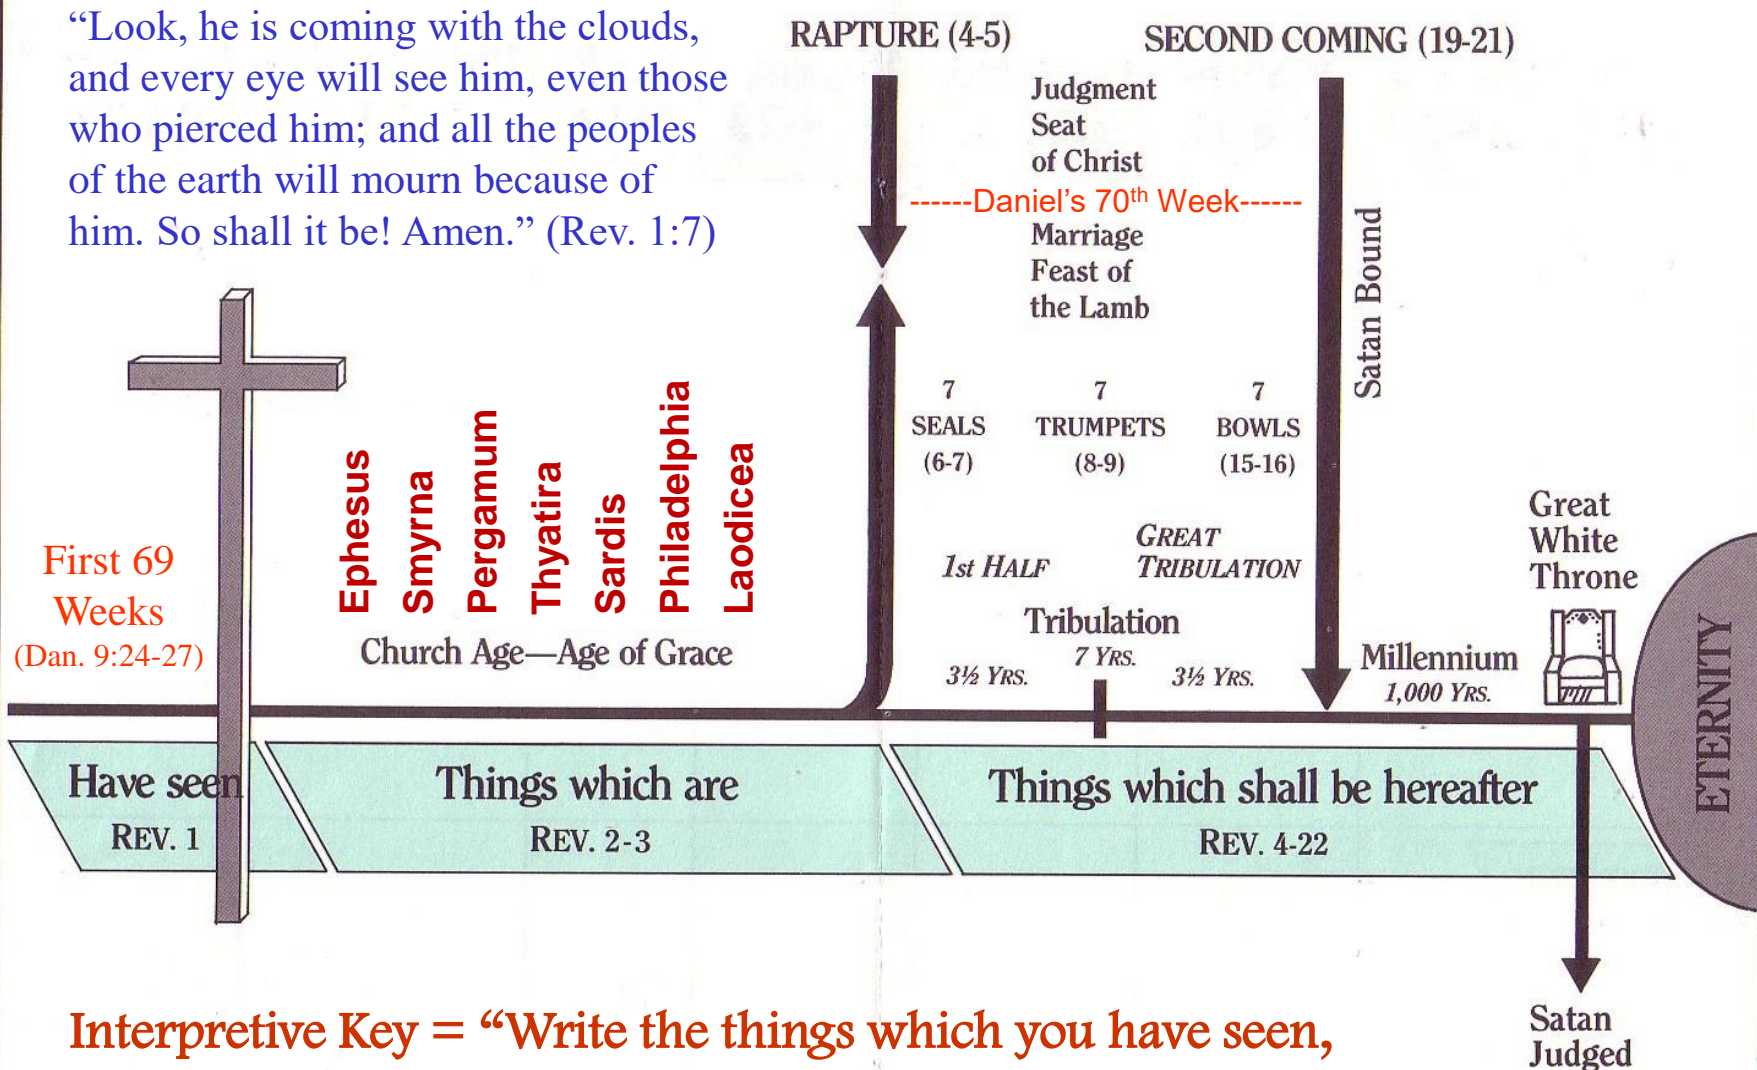 “Look, he is coming with the clouds,
and every eye will see him, even those
who pierced him; and all the peoples
of the earth will mourn because of
him. So shall it be! Amen.” (Rev. 1:7)
RAPTURE (4-5)
SECOND COMING (19-21)
Judgment
Seat
of Christ
------Daniel’s 70th Week------
Marriage
Feast of
the Lamb
Satan Bound
7
SEALS
(6-7)
7
TRUMPETS
(8-9)
7
BOWLS
(15-16)
First 69
Weeks
(Dan. 9:24-27)
Ephesus
Smyrna
Pergamum
Thyatira
Sardis
Philadelphia
Laodicea
Church Age—Age of Grace
1st HALF
GREAT
TRIBULATION
Tribulation
7 YRS.
3½ YRS.
3½ YRS.
Millennium
1,000 YRS.
Great
White
Throne
ETERNITY
Have seen
REV. 1
Things which are
REV. 2-3
Things which shall be hereafter
REV. 4-22
Interpretive Key = “Write the things which you have seen,
Satan
Judged